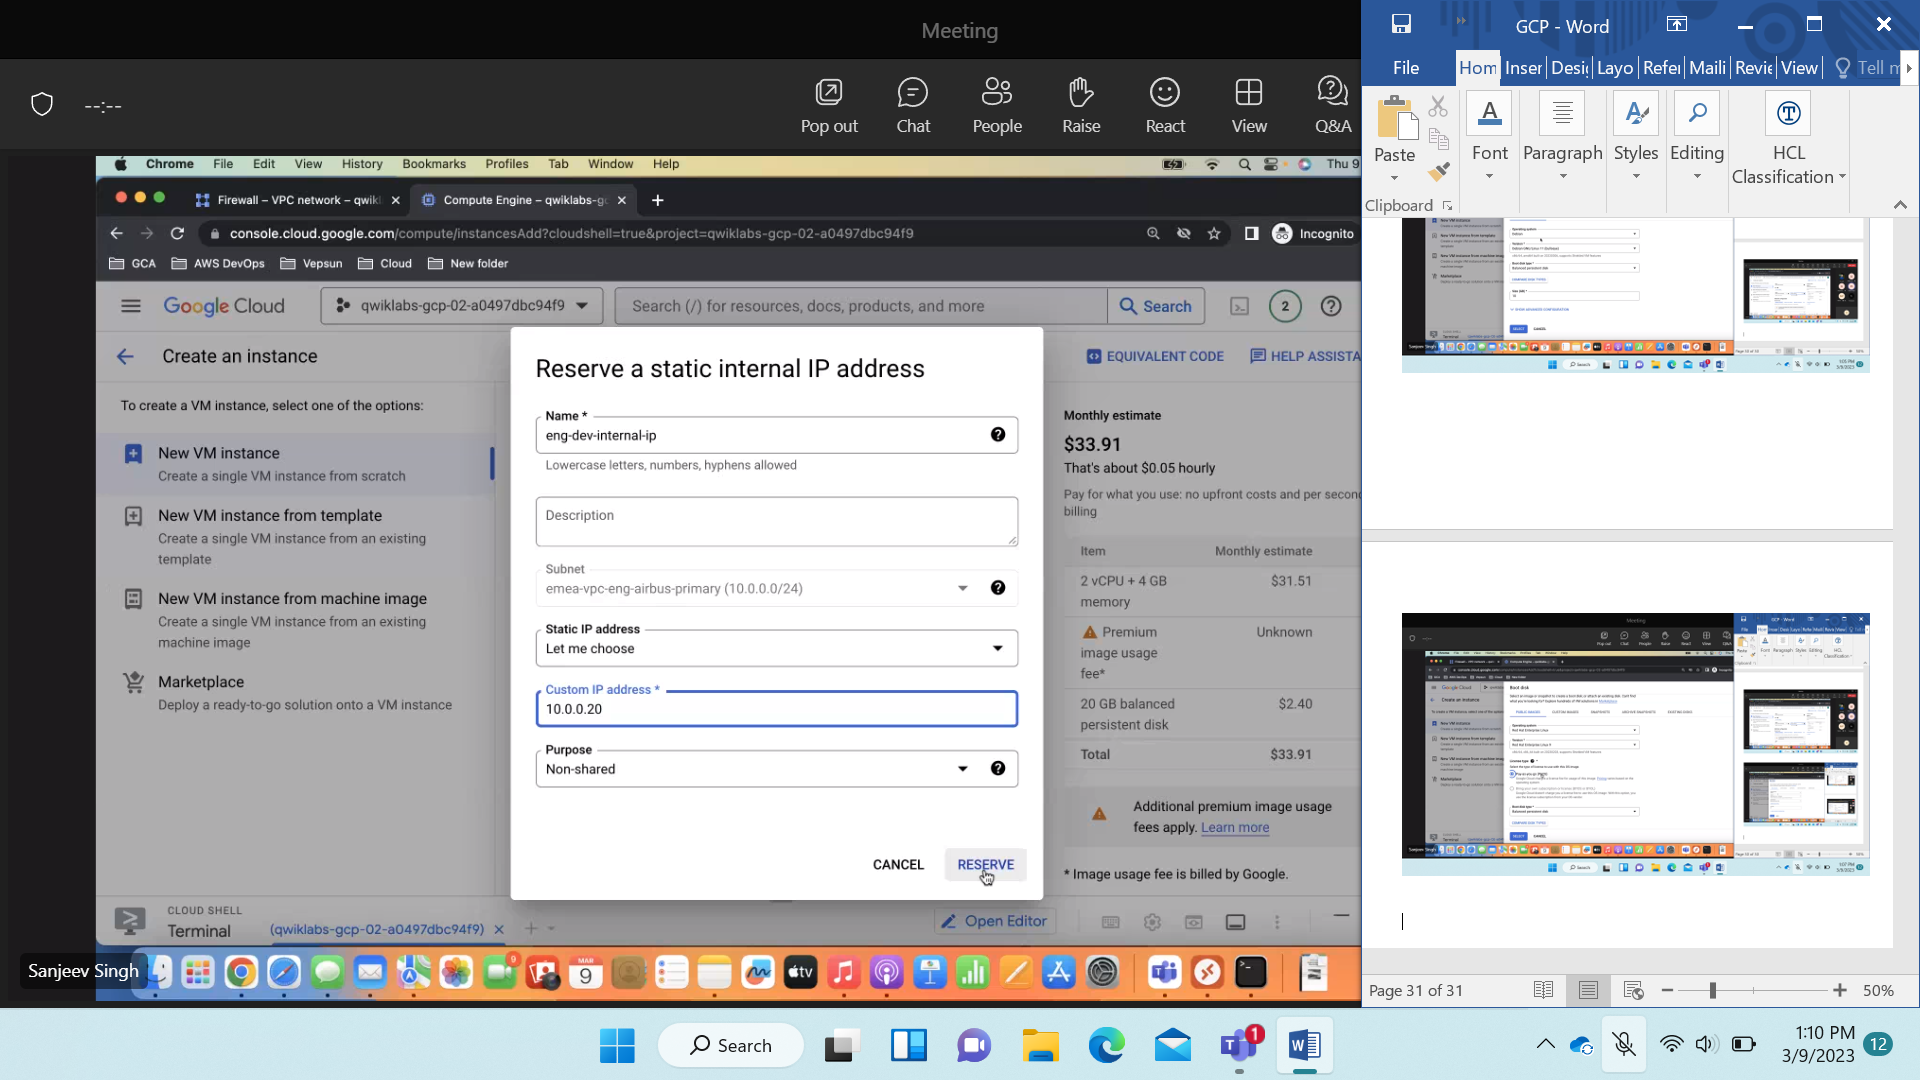 Meeting
--:--
Pop out
Chat
People
Raise
React
View
Q&A
Chrome File Edit View History Bookmarks Profiles Tab Window Help
Thu 9
Firewall – VPC network – qwikl
Compute Engine – qwiklabs-gc
console.cloud.google.com/compute/instancesAdd?cloudshell=true&project=qwiklabs-gcp-02-a0497dbc94f9
Incognito
GCA
AWS DevOps
Vepsun
Cloud
New folder
Google Cloud
qwiklabs-gcp-02-a0497dbc94f9
Search (/) for resources, docs, products, and more
Search
2
Create an instance
EQUIVALENT CODE
HELP ASSISTA
To create a VM instance, select one of the options:
New VM instance
Create a single VM instance from scratch
New VM instance from template
Create a single VM instance from an existing
template
New VM instance from machine image
Create a single VM instance from an existing
machine image
Marketplace
Deploy a ready-to-go solution onto a VM instance
Reserve a static internal IP address
Name *
eng-dev-internal-ip
Lowercase letters, numbers, hyphens allowed
Description
Subnet
emea-vpc-eng-airbus-primary (10.0.0.0/24)
Static IP address
Let me choose
Custom IP address *
10.0.0.20
Purpose
Non-shared
CANCEL
RESERVE
Monthly estimate
$33.91
That's about $0.05 hourly
Pay for what you use: no upfront costs and per second
billing
Item Monthly estimate
2 vCPU + 4 GB
memory
$31.51
Premium
image usage
fee*
Unknown
20 GB balanced
persistent disk
$2.40
Total $33.91
Additional premium image usage
fees apply. Learn more
* Image usage fee is billed by Google.
CLOUD SHELL
Terminal
(qwiklabs-gcp-02-a0497dbc94f9)
Open Editor
Sanjeev Singh
MAR
9
9
tv
GCP - Word
File Hom Inser Desig Layo Refer Maili Revie View Tell m
Paste
Font
Paragraph
Styles
Editing
HCL
Classification
Clipboard
Page 31 of 31
50%
Search
1
1:10 PM
3/9/2023
12